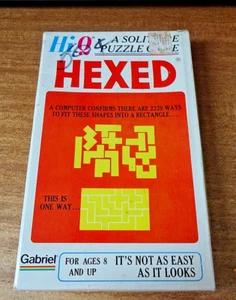 Hi-Q's A SOLITAIRE
PUZZLE GAME
HEXED
A COMPUTER CONFIRMS THERE ARE 2339 WAYS
TO FIT THESE SHAPES INTO A RECTANGLE...
THIS IS
ONE WAY...
Gabriel
FOR AGES 8
AND UP
IT'S NOT AS EASY
AS IT LOOKS